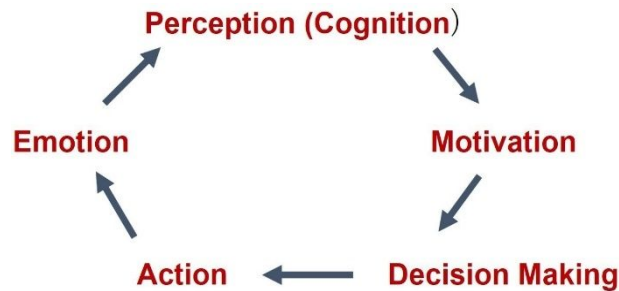 Perception (Cognition）
Emotion
Motivation
Action
Decision Making